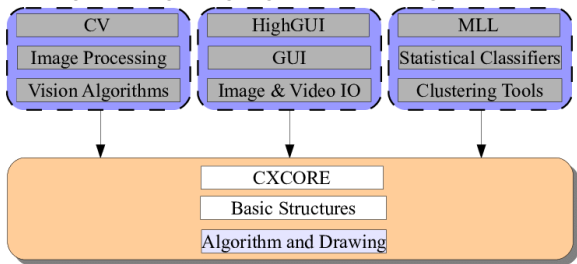 CV
Image Processing
Vision Algorithms
HighGUI
GUI
Image & Video IO
MLL
Statistical Classifiers
Clustering Tools
CXCORE
Basic Structures
Algorithm and Drawing